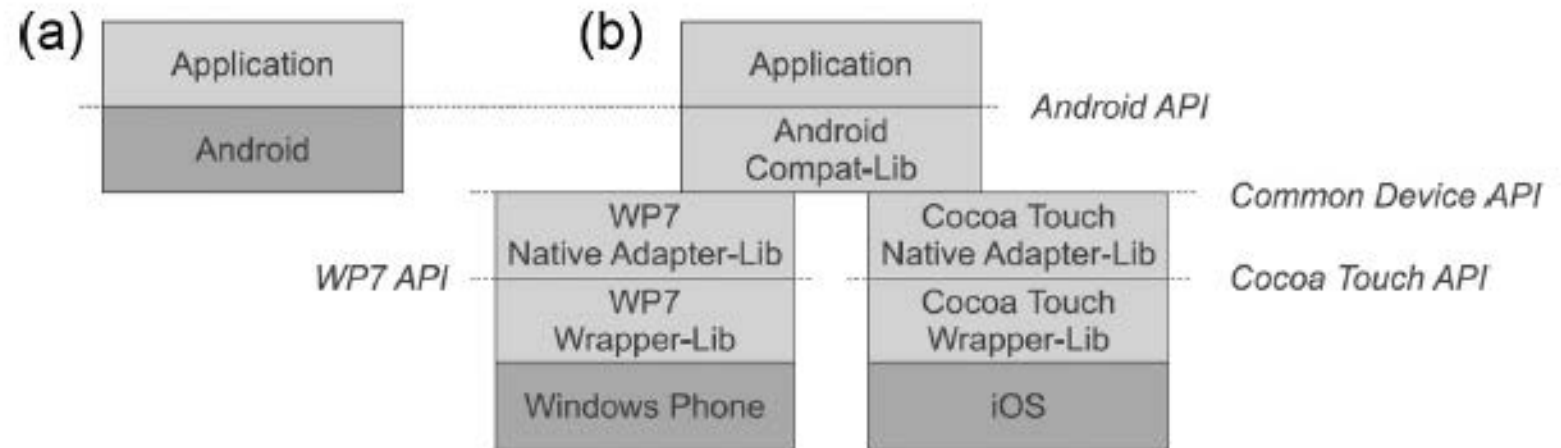 (a)
Application
Android
(b)
Application
Android
Compat-Lib
Android API
Common Device API
WP7
Native Adapter-Lib
Cocoa Touch
Native Adapter-Lib
WP7 API
Cocoa Touch API
WP7
Wrapper-Lib
Cocoa Touch
Wrapper-Lib
Windows Phone
iOS